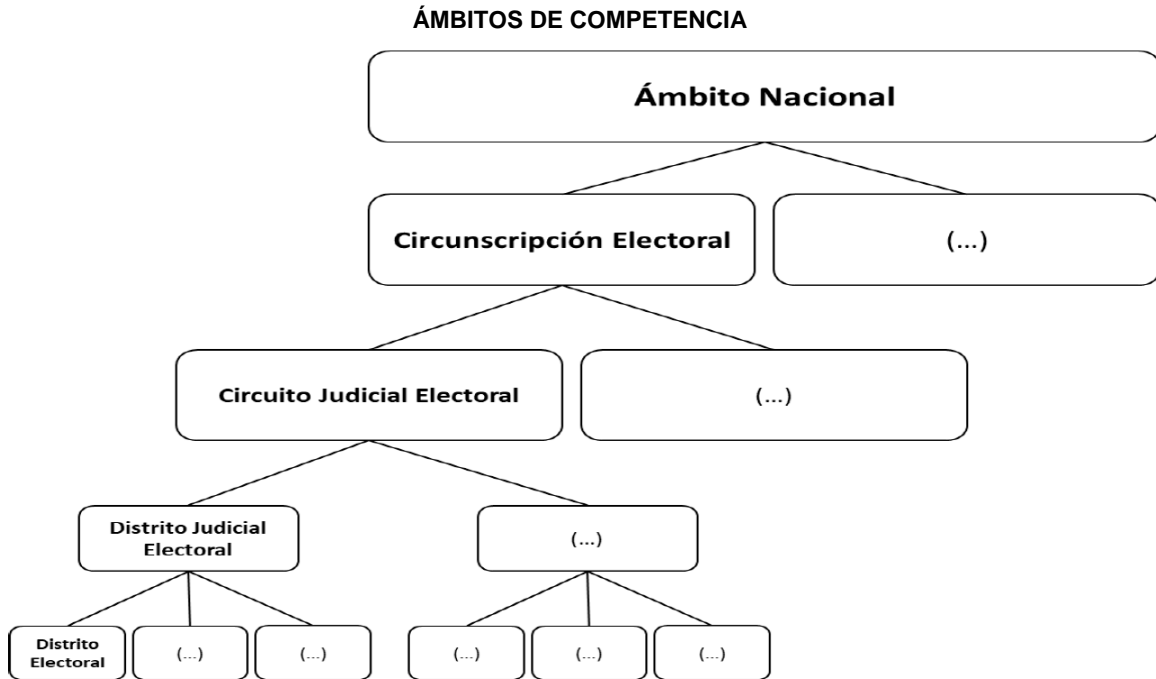 ÁMBITOS DE COMPETENCIA
Ámbito Nacional
Circunscripción Electoral
(...)
Circuito Judicial Electoral
(...)
Distrito Judicial
Electoral
(...)
Distrito
Electoral
(...)
(...)
(...)
(...)
(...)